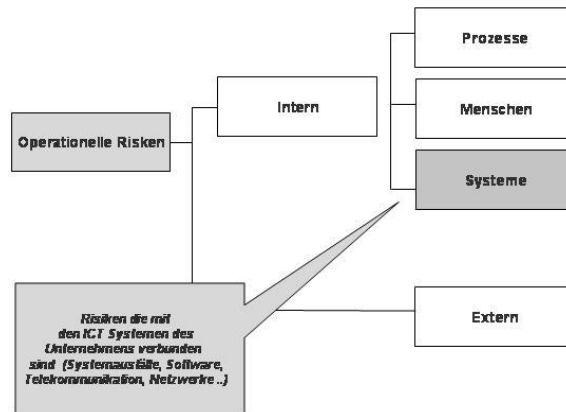 Prozesse
Intern
Menschen
Operationelle Risken
Systeme
Risiken die mit
den ICT Systemen des
Unternehmens verbunden
sind (Systemausfälle, Software,
Telekommunikation, Netzwerke ..)
Extern